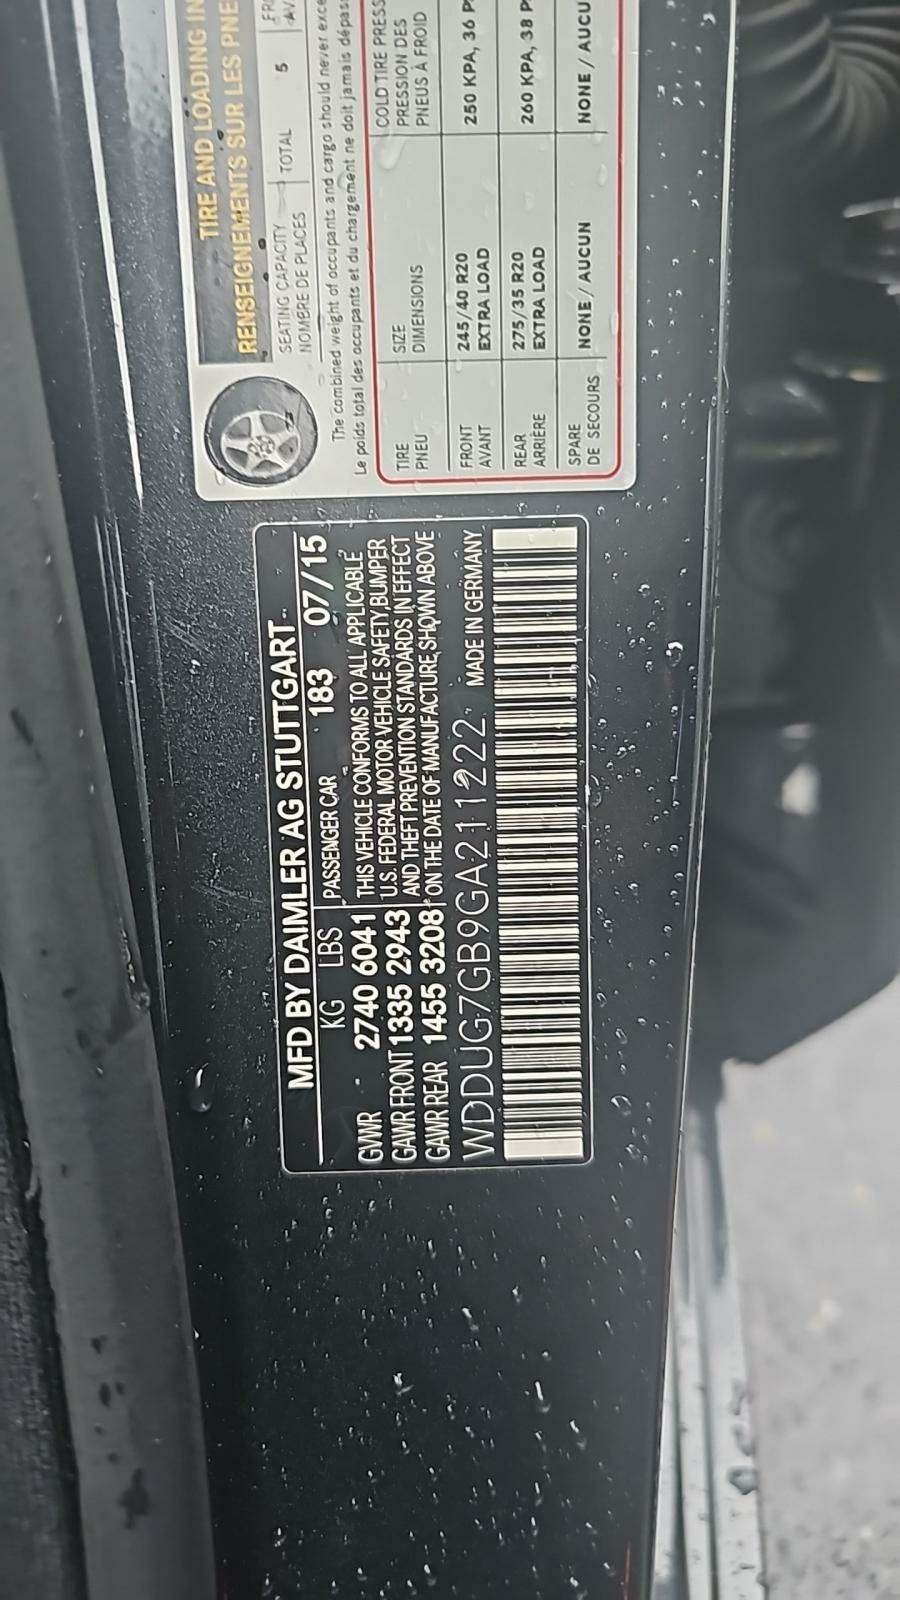 MFD BY DAIMLER AG STUTTGART
KG LBS PASSENGER CAR 183 07/15
GVWR 2740 6041
GAWR FRONT 1335 2943
GAWR REAR 1455 3208
THIS VEHICLE CONFORMS TO ALL APPLICABLE
U.S. FEDERAL MOTOR VEHICLE SAFETY, BUMPER
AND THEFT PREVENTION STANDARDS IN EFFECT
ON THE DATE OF MANUFACTURE SHOWN ABOVE
WDDUG7GB9GA211222 MADE IN GERMANY
TIRE AND LOADING IN
RENSEIGNEMENTS SUR LES PNE
SEATING CAPACITY TOTAL 5
NOMBRE DE PLACES
The combined weight of occupants and cargo should never exce
Le poids total des occupants et du chargement ne doit jamais dépas
TIRE SIZE COLD TIRE PRESS
PNEU DIMENSIONS PRESSION DES
PNEUS À FROID
FRONT 245/40 R20 250 KPA, 36 P
AVANT EXTRA LOAD
REAR 275/35 R20 260 KPA, 38 P
ARRIÈRE EXTRA LOAD
SPARE NONE / AUCUN NONE / AUCU
DE SECOURS